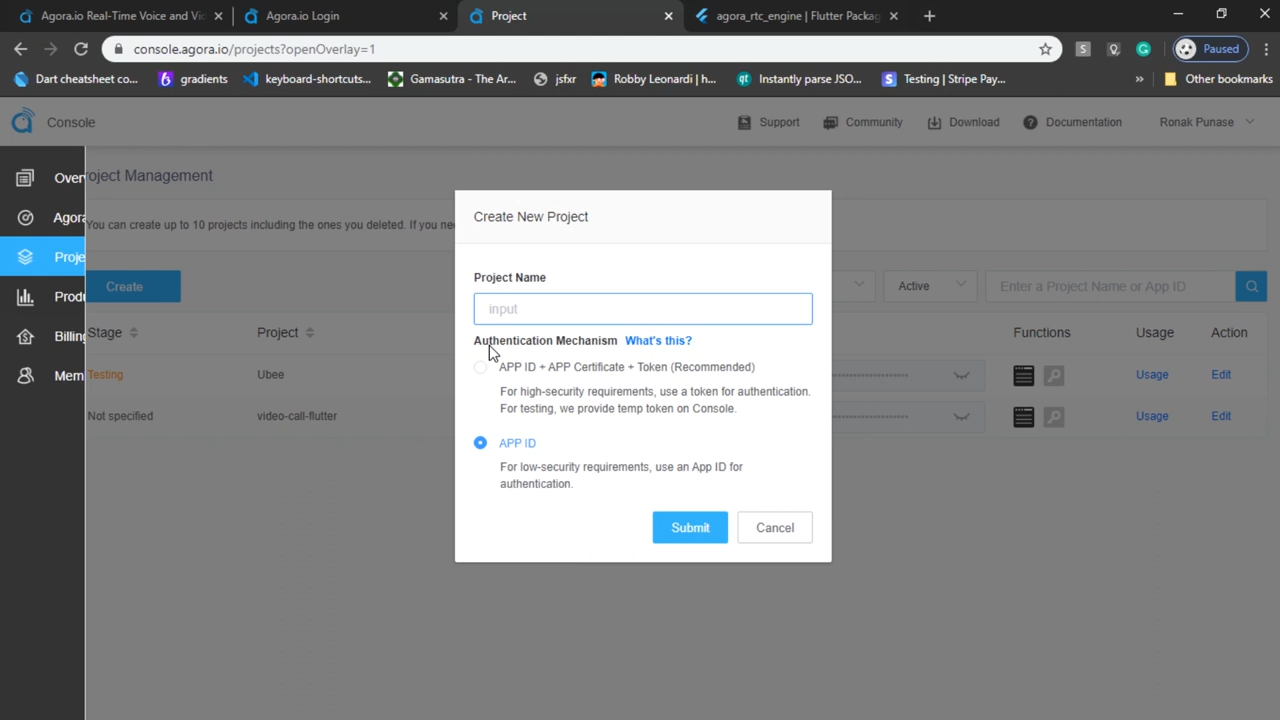 Agora.io Real-Time Voice and Vic
Agora.io Login
Project
agora_rtc_engine | Flutter Packag
console.agora.io/projects?openOverlay=1
S
Paused
Dart cheatsheet co...
gradients
keyboard-shortcuts...
Gamasutra - The Ar...
jsfxr
Robby Leonardi | h...
qt
Instantly parse JSO...
S
Testing | Stripe Pay...
»
Other bookmarks
Console
Support
Community
Download
Documentation
Ronak Punase
Over
Agora
Proje
Produ
Billing
Mem
roject Management
You can create up to 10 projects including the ones you deleted. If you nee
Create
Active
Enter a Project Name or App ID
Stage
Project
Functions
Usage
Action
Testing
Ubee
Usage
Edit
Not specified
video-call-flutter
Usage
Edit
Create New Project
Project Name
input
Authentication Mechanism What's this?
APP ID + APP Certificate + Token (Recommended)
For high-security requirements, use a token for authentication.
For testing, we provide temp token on Console.
APP ID
For low-security requirements, use an App ID for
authentication.
Submit
Cancel